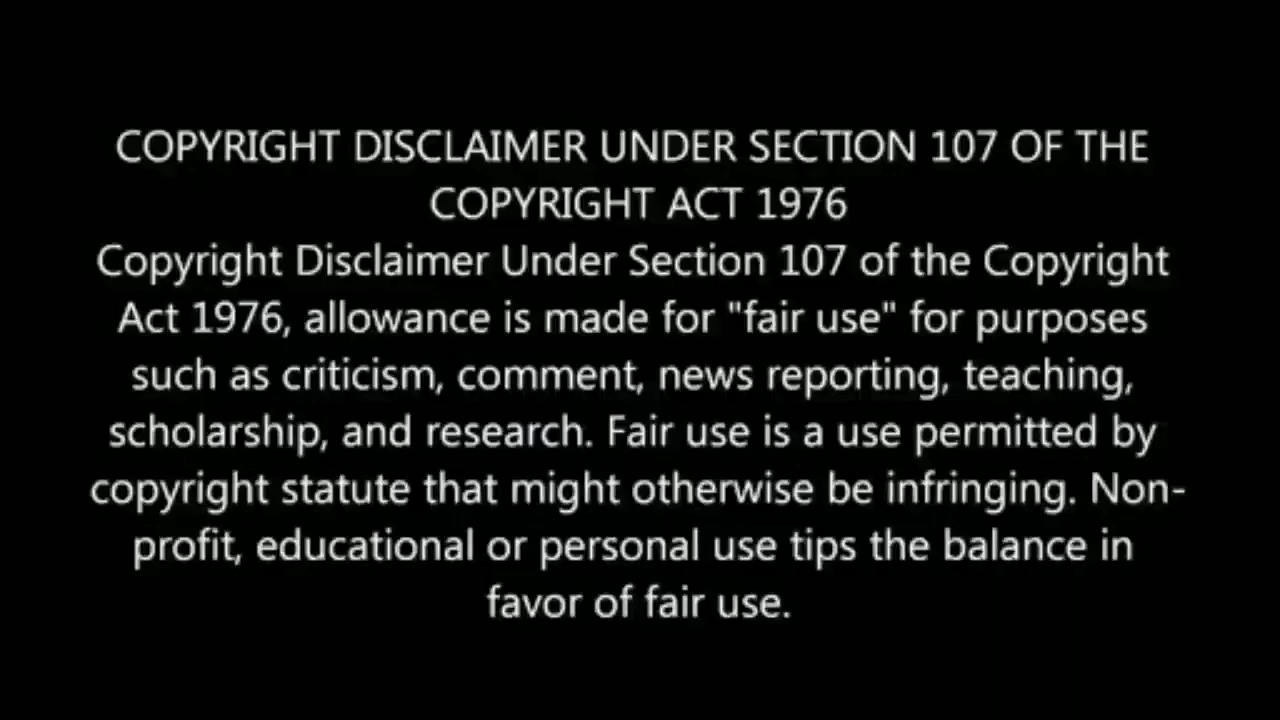 COPYRIGHT DISCLAIMER UNDER SECTION 107 OF THE
COPYRIGHT ACT 1976
Copyright Disclaimer Under Section 107 of the Copyright
Act 1976, allowance is made for "fair use" for purposes
such as criticism, comment, news reporting, teaching,
scholarship, and research. Fair use is a use permitted by
copyright statute that might otherwise be infringing. Non-
profit, educational or personal use tips the balance in
favor of fair use.